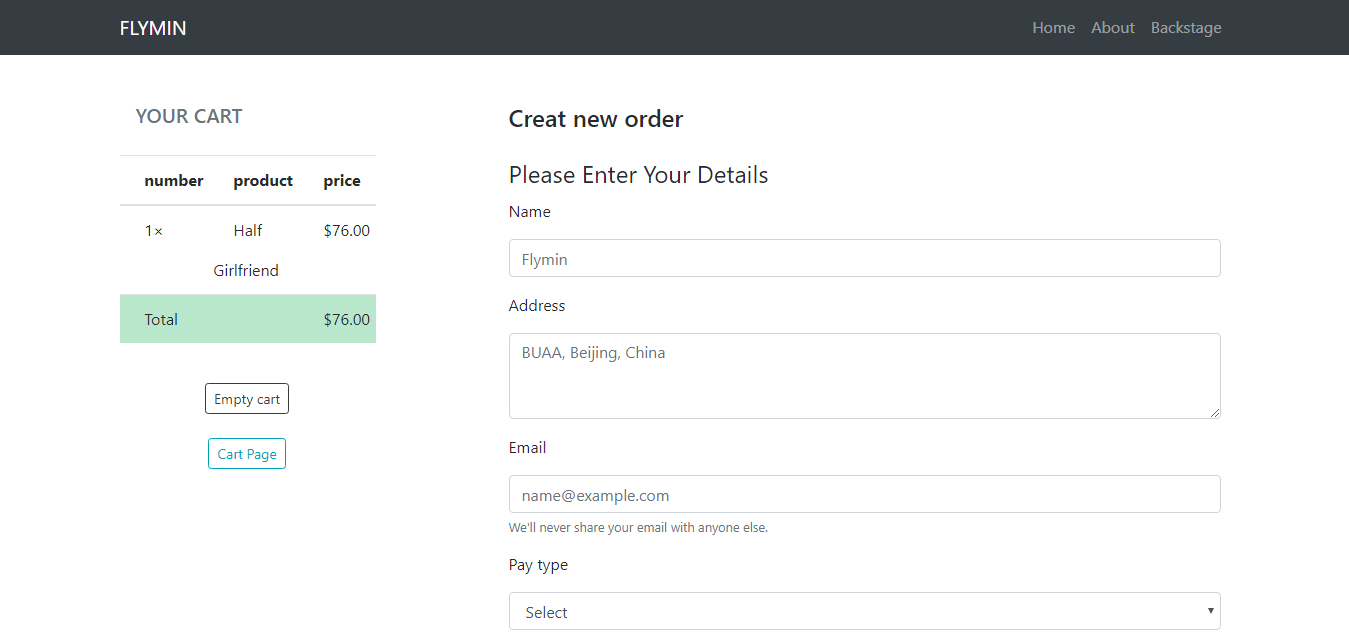 FLYMIN Home About Backstage
YOUR CART
number product price
1× Half $76.00
Girlfriend
Total $76.00
Empty cart
Cart Page
Creat new order
Please Enter Your Details
Name
Flymin
Address
BUAA, Beijing, China
Email
name@example.com
We'll never share your email with anyone else.
Pay type
Select